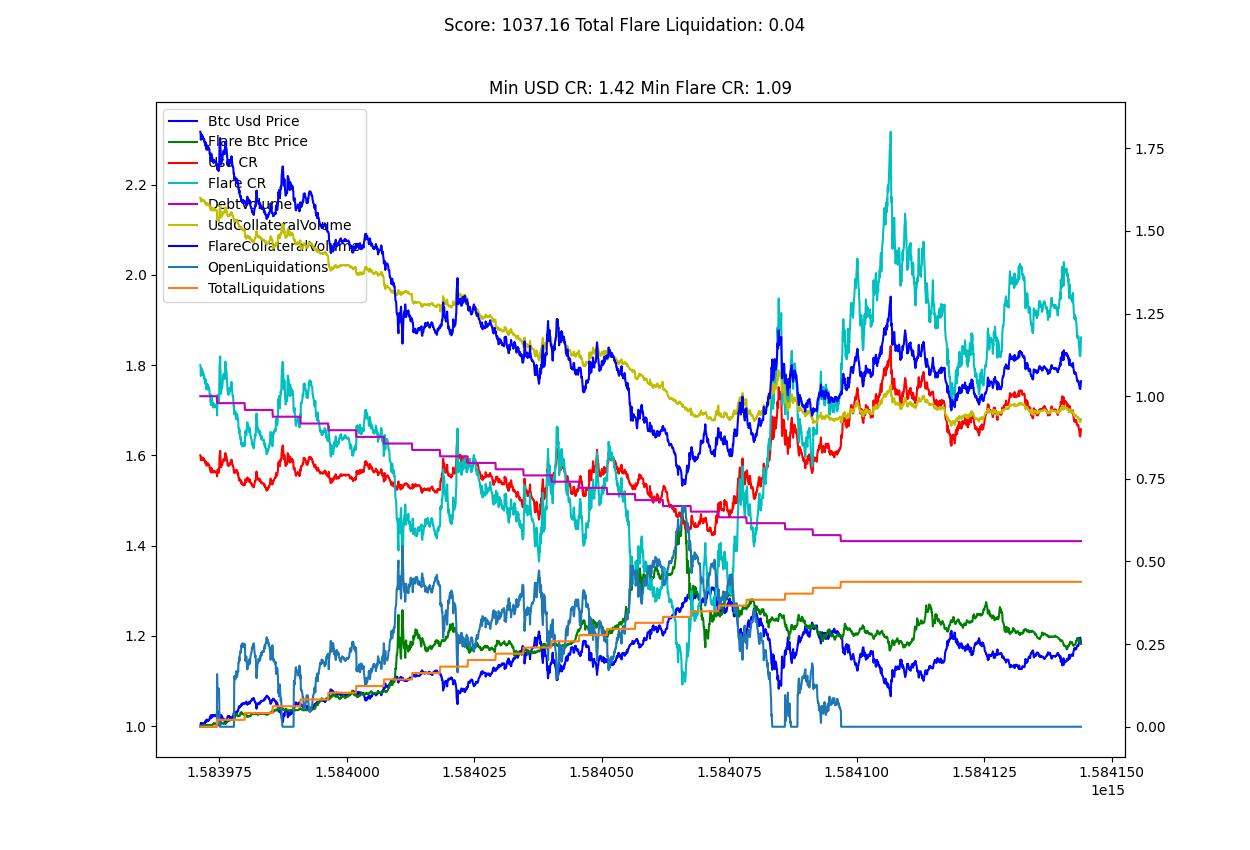 Score: 1037.16 Total Flare Liquidation: 0.04
Min USD CR: 1.42 Min Flare CR: 1.09
Btc Usd Price
Flare Btc Price
Usd CR
Flare CR
DebtVolume
UsdCollateralVolume
FlareCollateralVolume
OpenLiquidations
TotalLiquidations
2.2
2.0
1.8
1.6
1.4
1.2
1.0
1.75
1.50
1.25
1.00
0.75
0.50
0.25
0.00
1.583975 1.584000 1.584025 1.584050 1.584075 1.584100 1.584125 1.584150
1e15